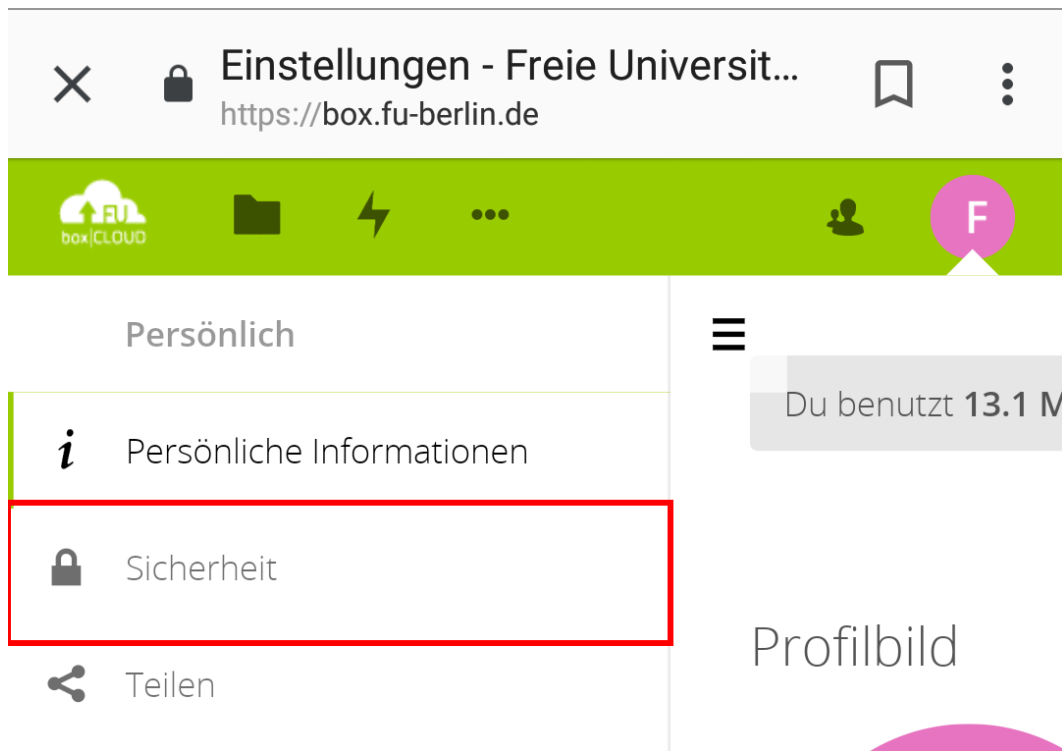 Einstellungen - Freie Universit...
https://box.fu-berlin.de
FU
box|CLOUD
F
Persönlich
Du benutzt 13.1 M
Persönliche Informationen
Sicherheit
Profilbild
Teilen